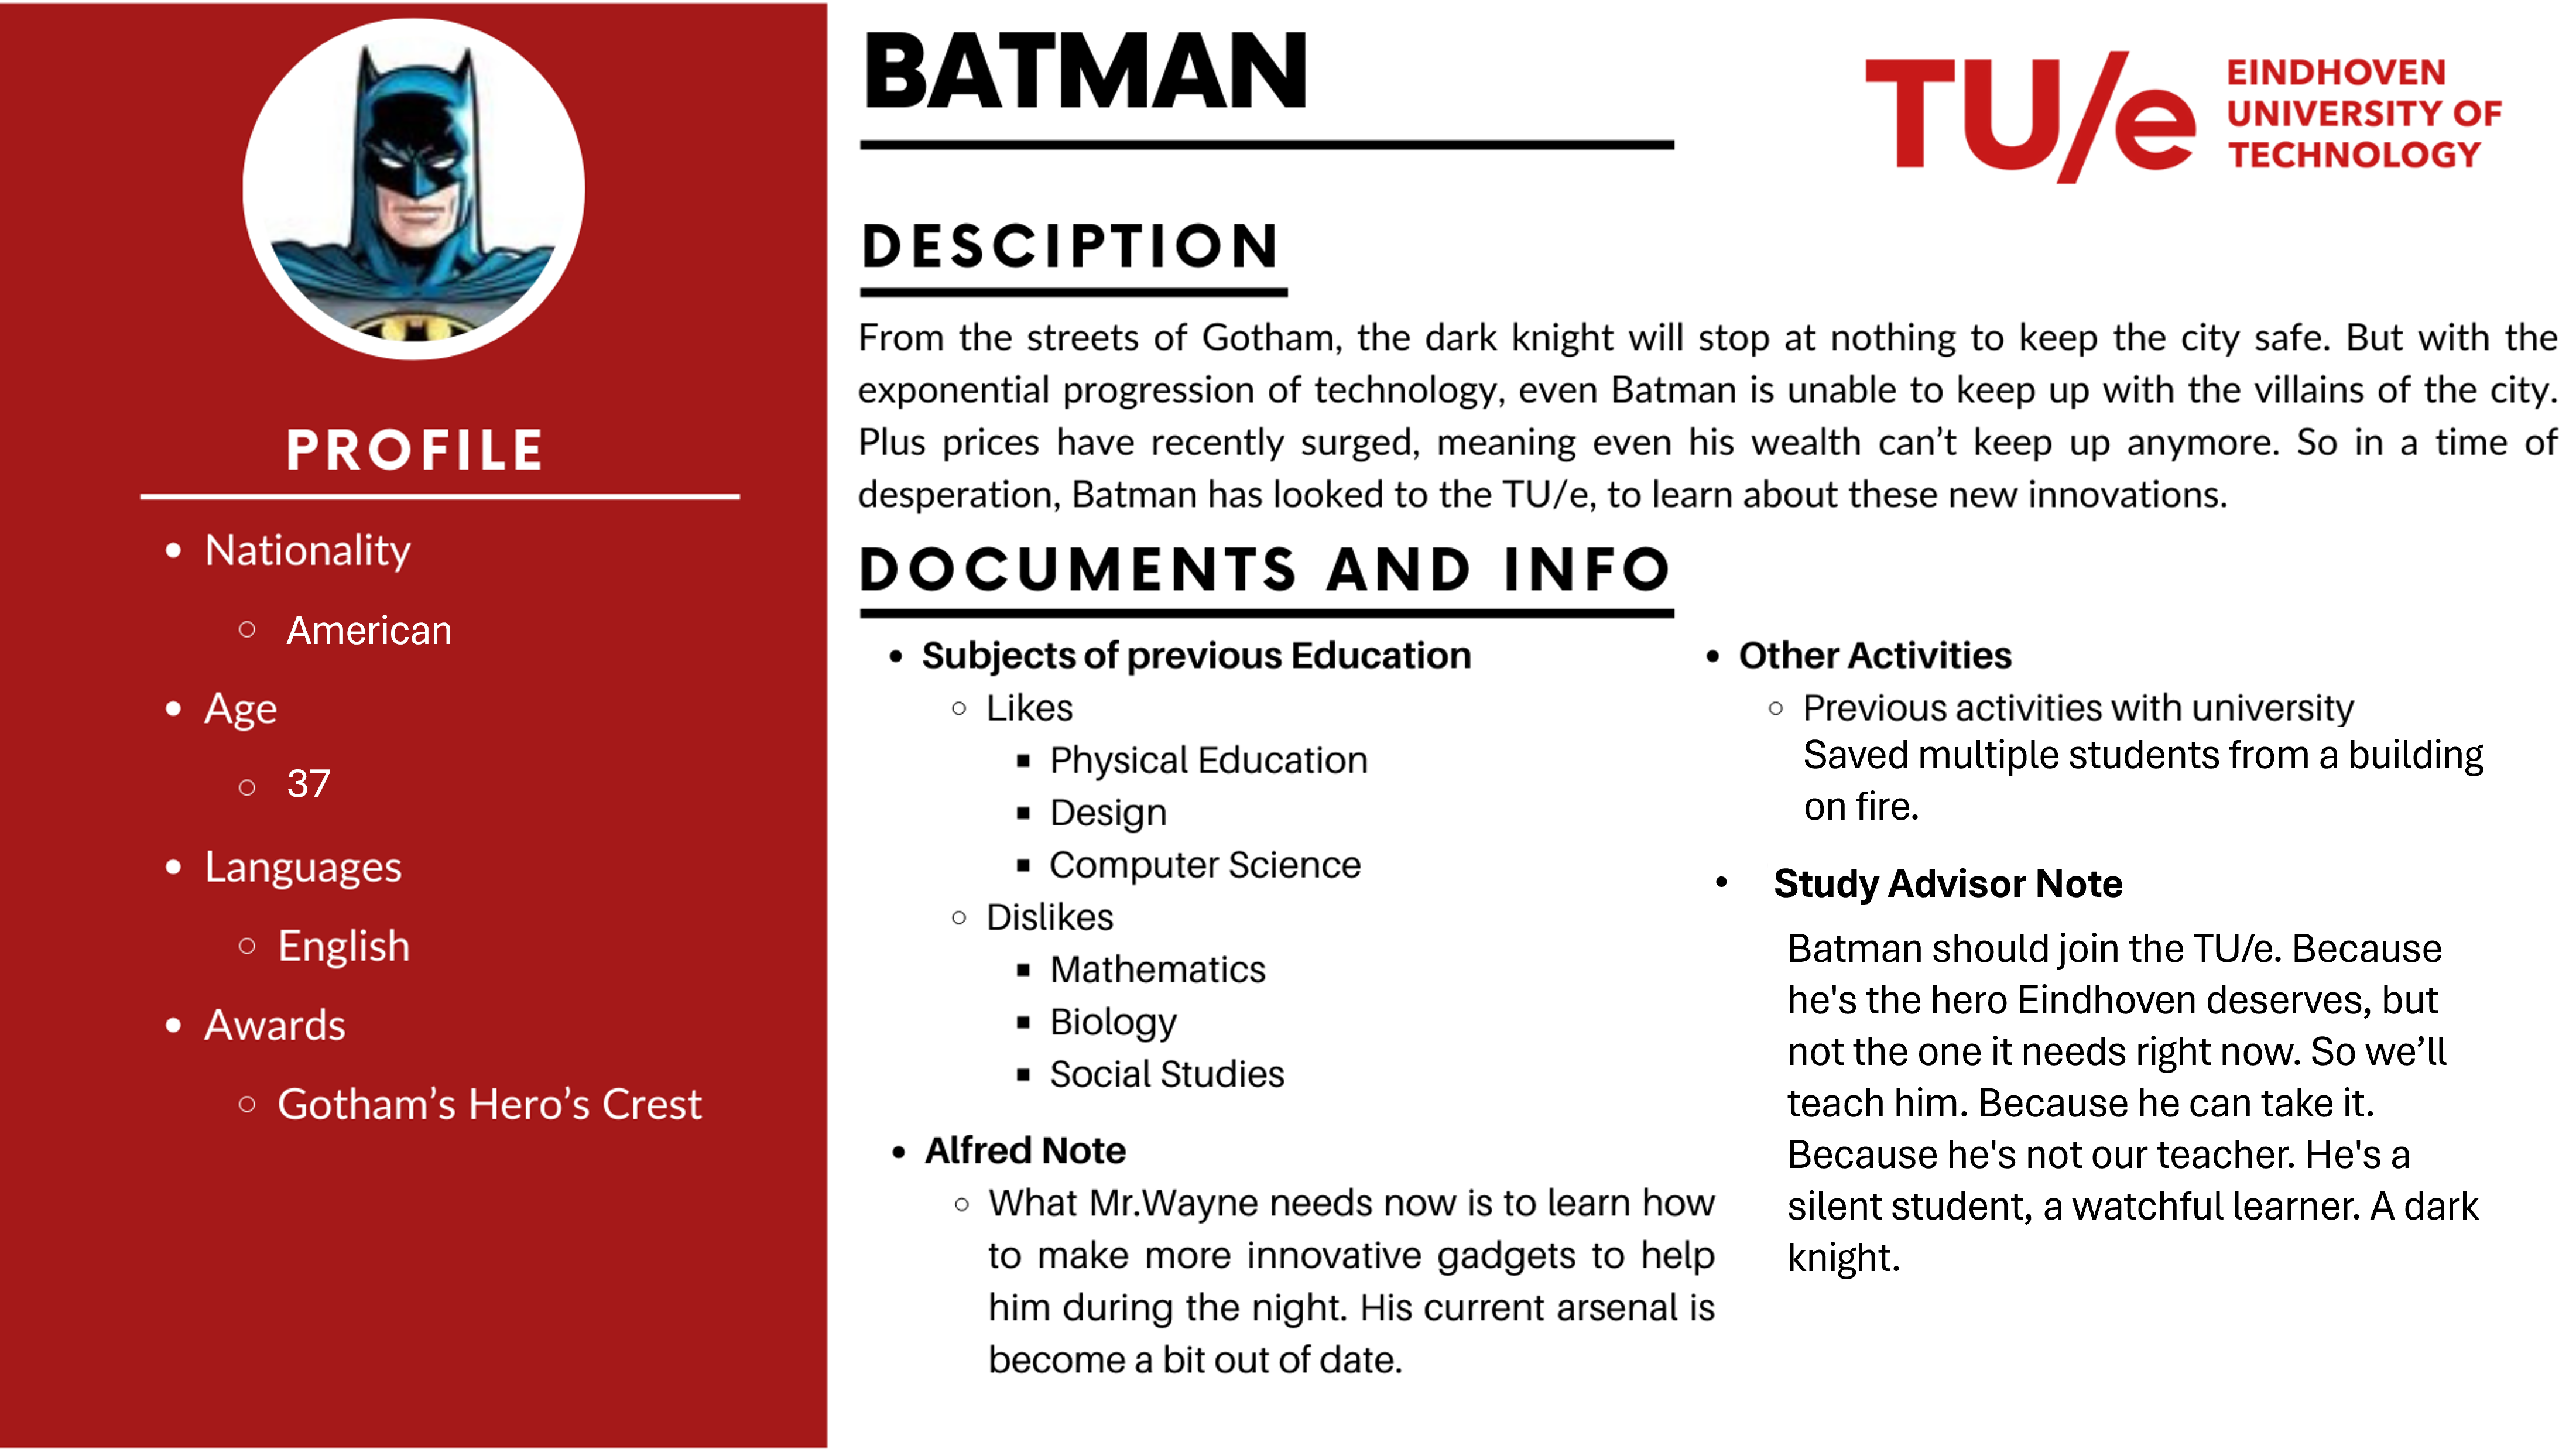 BATMAN
TU/e
EINDHOVEN
UNIVERSITY OF
TECHNOLOGY
DESCIPTION
From the streets of Gotham, the dark knight will stop at nothing to keep the city safe. But with the
exponential progression of technology, even Batman is unable to keep up with the villains of the city.
Plus prices have recently surged, meaning even his wealth can’t keep up anymore. So in a time of
desperation, Batman has looked to the TU/e, to learn about these new innovations.
PROFILE
• Nationality
○ American
• Age
○ 37
• Languages
○ English
• Awards
○ Gotham’s Hero’s Crest
DOCUMENTS AND INFO
• Subjects of previous Education
○ Likes
▪ Physical Education
▪ Design
▪ Computer Science
○ Dislikes
▪ Mathematics
▪ Biology
▪ Social Studies
• Alfred Note
○ What Mr.Wayne needs now is to learn how
to make more innovative gadgets to help
him during the night. His current arsenal is
become a bit out of date.
• Other Activities
○ Previous activities with university
Saved multiple students from a building
on fire.
• Study Advisor Note
Batman should join the TU/e. Because
he's the hero Eindhoven deserves, but
not the one it needs right now. So we’ll
teach him. Because he can take it.
Because he's not our teacher. He's a
silent student, a watchful learner. A dark
knight.